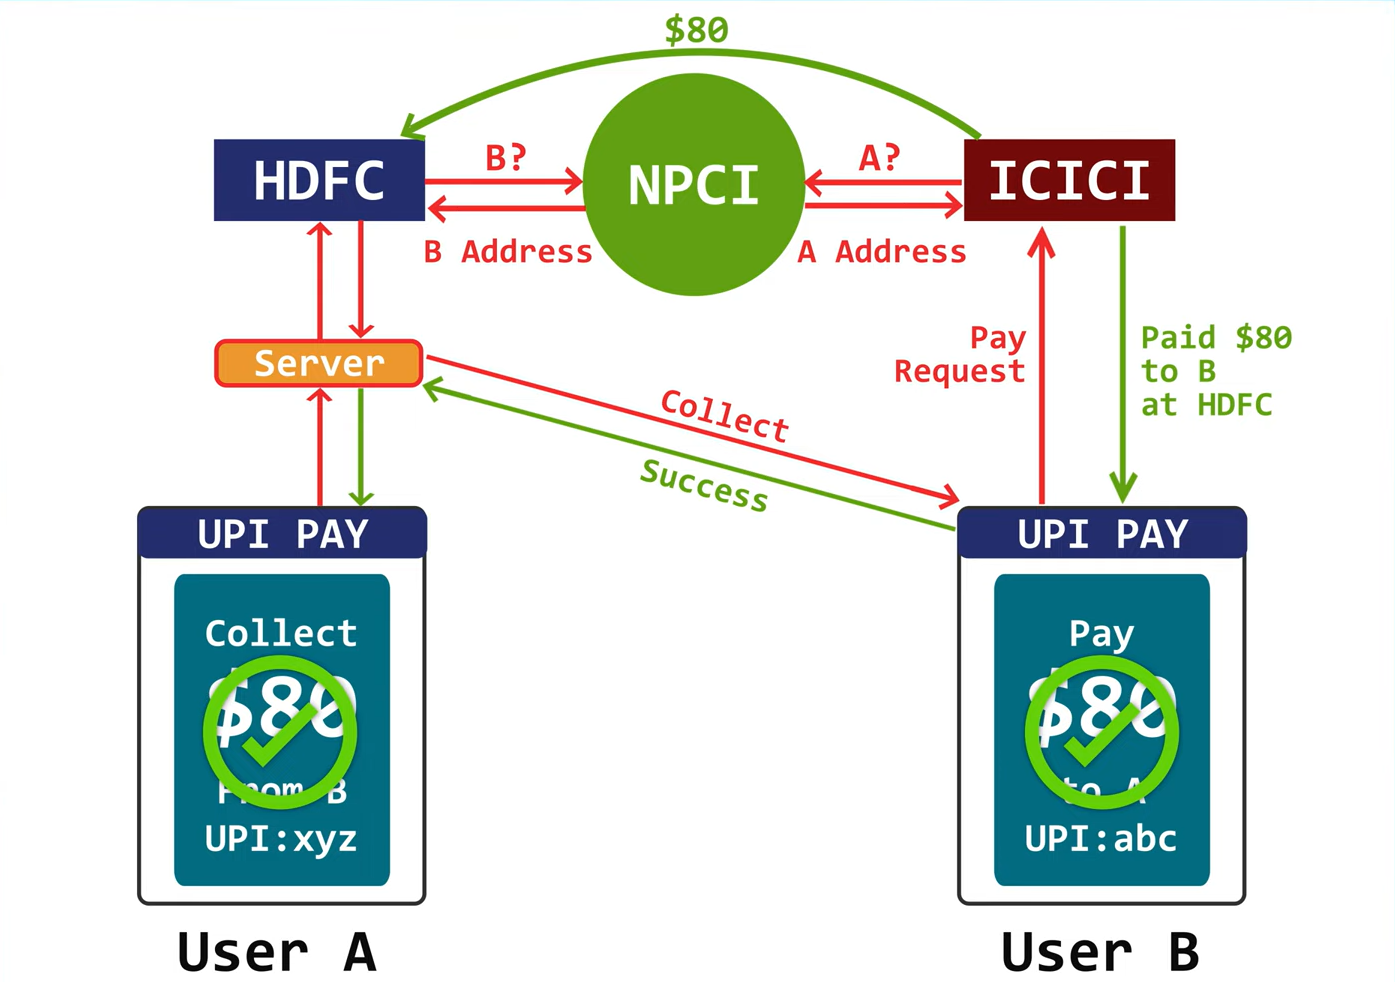 $80
HDFC
B?
NPCI
A?
ICICI
B Address
A Address
Server
Pay
Request
Paid $80
to B
at HDFC
Collect
Success
UPI PAY
Collect
$80
From B
UPI:xyz
User A
UPI PAY
Pay
$80
to A
UPI:abc
User B